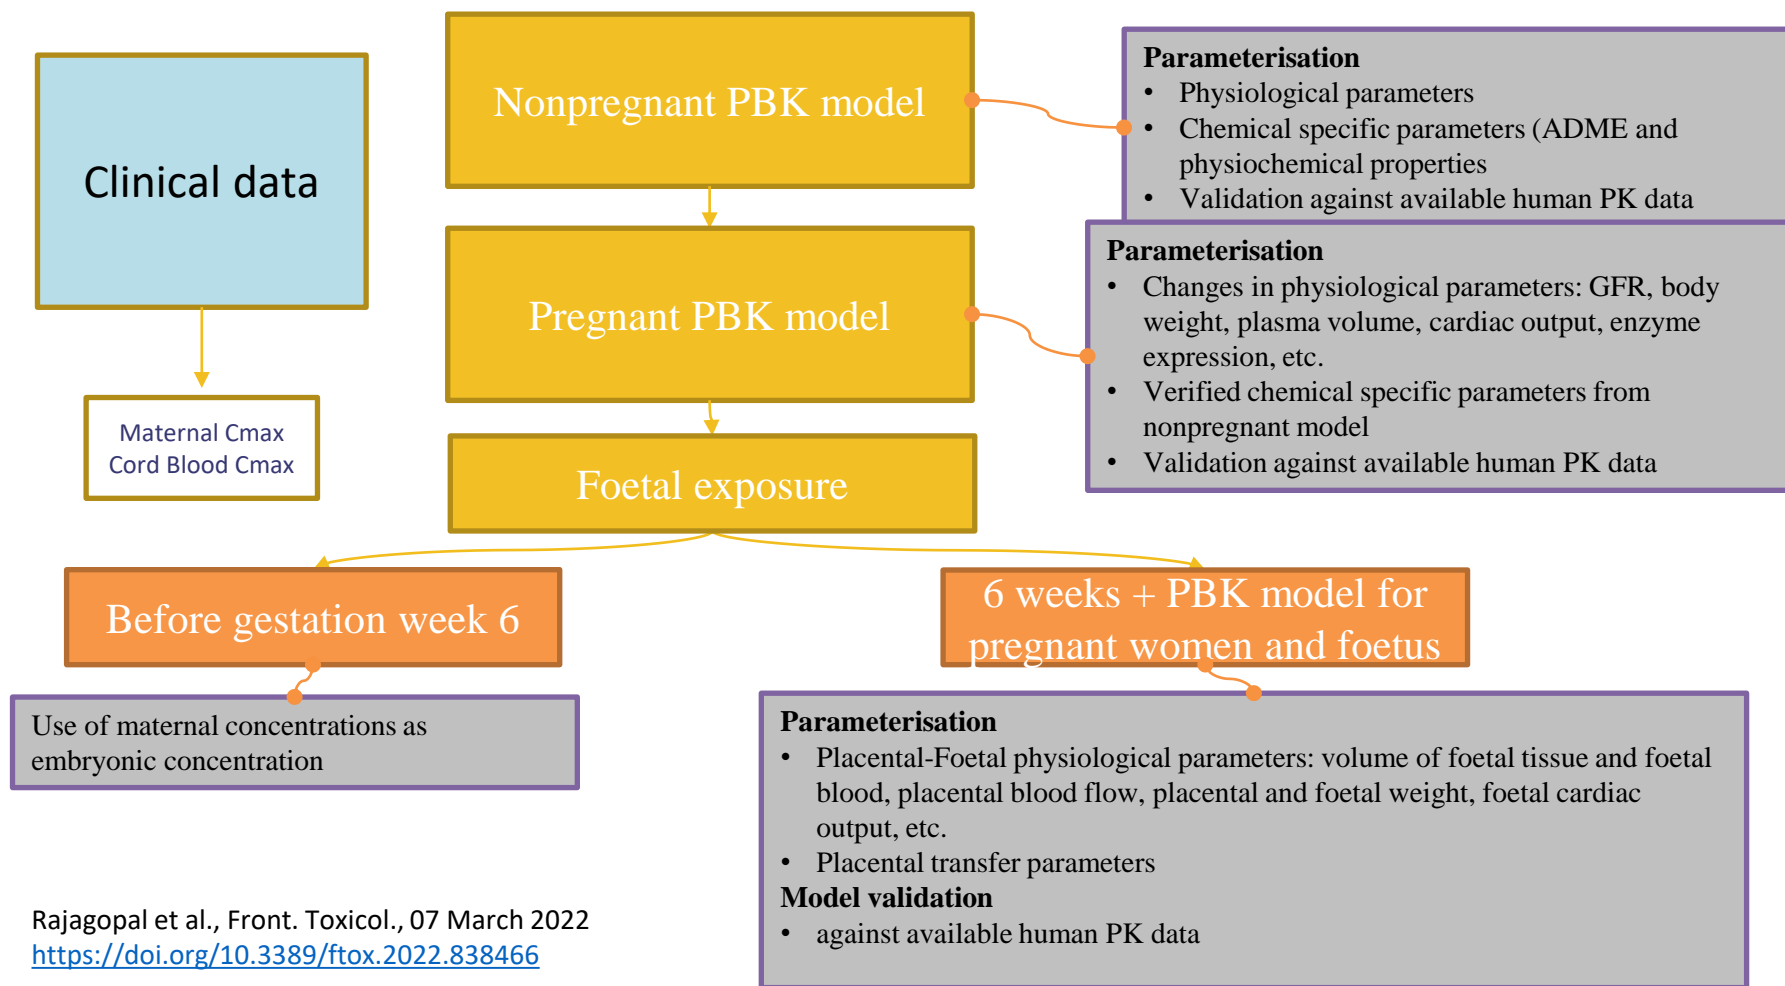 Clinical data
Maternal Cmax
Cord Blood Cmax
Nonpregnant PBK model
Parameterisation
• Physiological parameters
• Chemical specific parameters (ADME and
physiochemical properties
• Validation against available human PK data
Pregnant PBK model
Parameterisation
• Changes in physiological parameters: GFR, body
weight, plasma volume, cardiac output, enzyme
expression, etc.
• Verified chemical specific parameters from
nonpregnant model
• Validation against available human PK data
Foetal exposure
Before gestation week 6
Use of maternal concentrations as
embryonic concentration
6 weeks + PBK model for
pregnant women and foetus
Parameterisation
• Placental-Foetal physiological parameters: volume of foetal tissue and foetal
blood, placental blood flow, placental and foetal weight, foetal cardiac
output, etc.
• Placental transfer parameters
Model validation
• against available human PK data
Rajagopal et al., Front. Toxicol., 07 March 2022
https://doi.org/10.3389/ftox.2022.838466